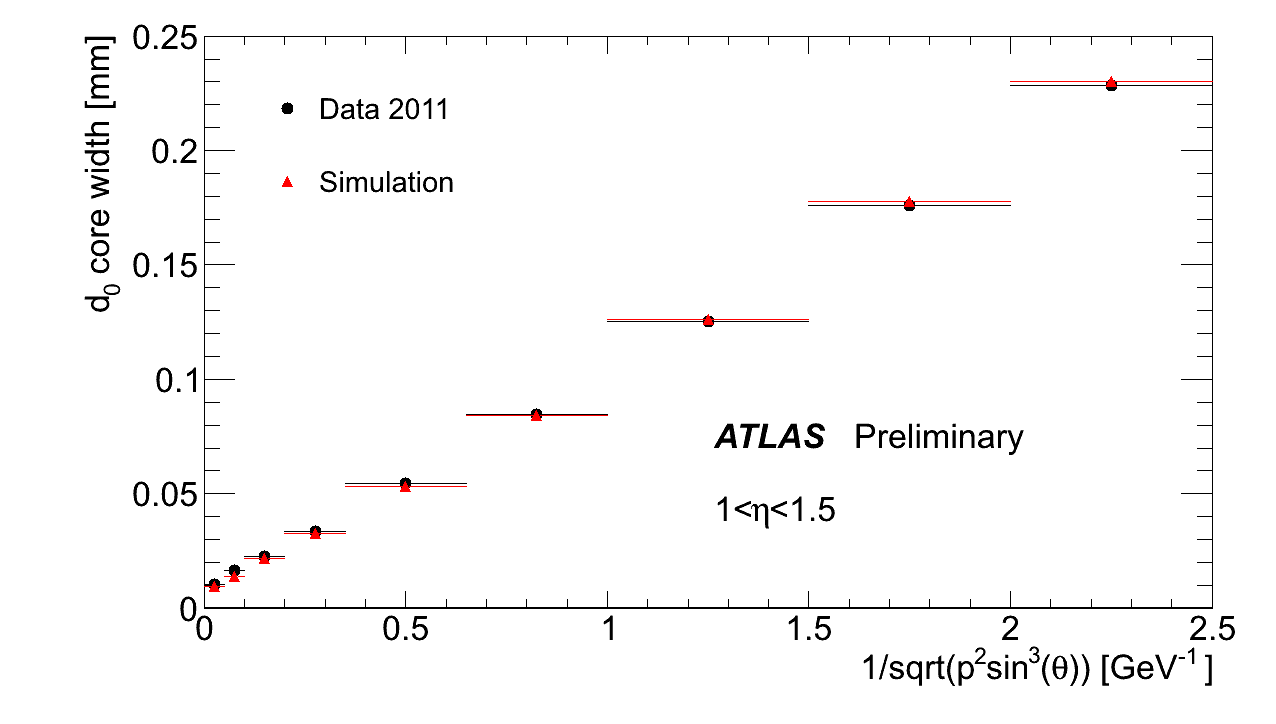 0.25
0.2
0.15
0.1
0.05
0
d₀ core width [mm]
Data 2011
Simulation
ATLAS Preliminary
1<η<1.5
0 0.5 1 1.5 2 2.5
1/sqrt(p²sin³(θ)) [GeV⁻¹]